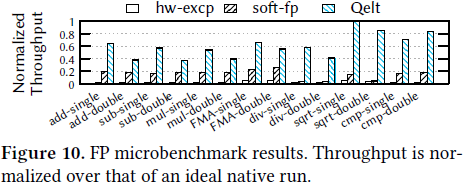 hw-excp soft-fp Qelt
Normalized
Throughput
1
0.8
0.6
0.4
0.2
0
add-single
add-double
sub-single
sub-double
mul-single
mul-double
FMA-single
FMA-double
div-single
div-double
sqrt-single
sqrt-double
cmp-single
cmp-double
Figure 10. FP microbenchmark results. Throughput is nor-
malized over that of an ideal native run.